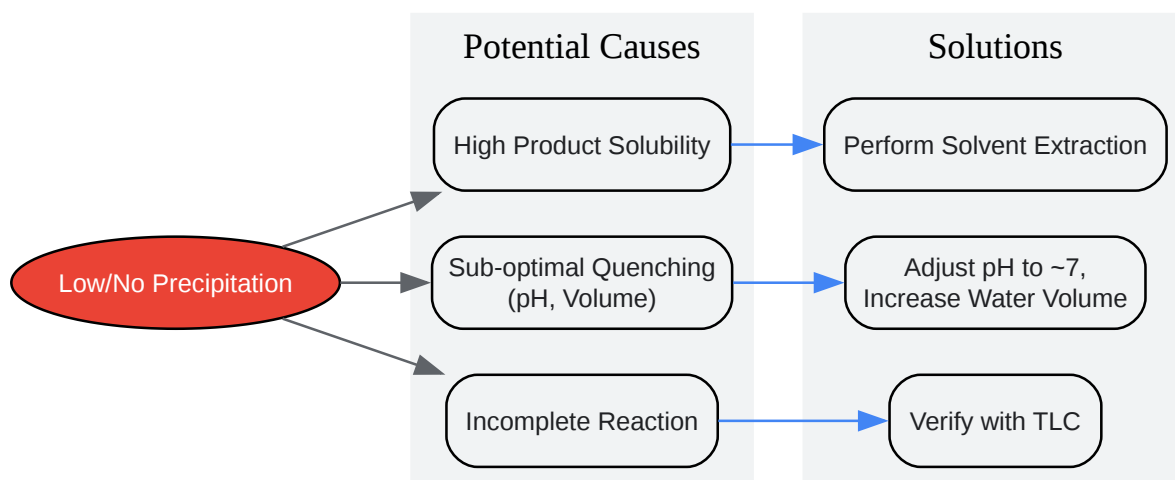 Potential Causes
Solutions
High Product Solubility
Perform Solvent Extraction
Low/No Precipitation
Sub-optimal Quenching
(pH, Volume)
Adjust pH to ~7,
Increase Water Volume
Incomplete Reaction
Verify with TLC